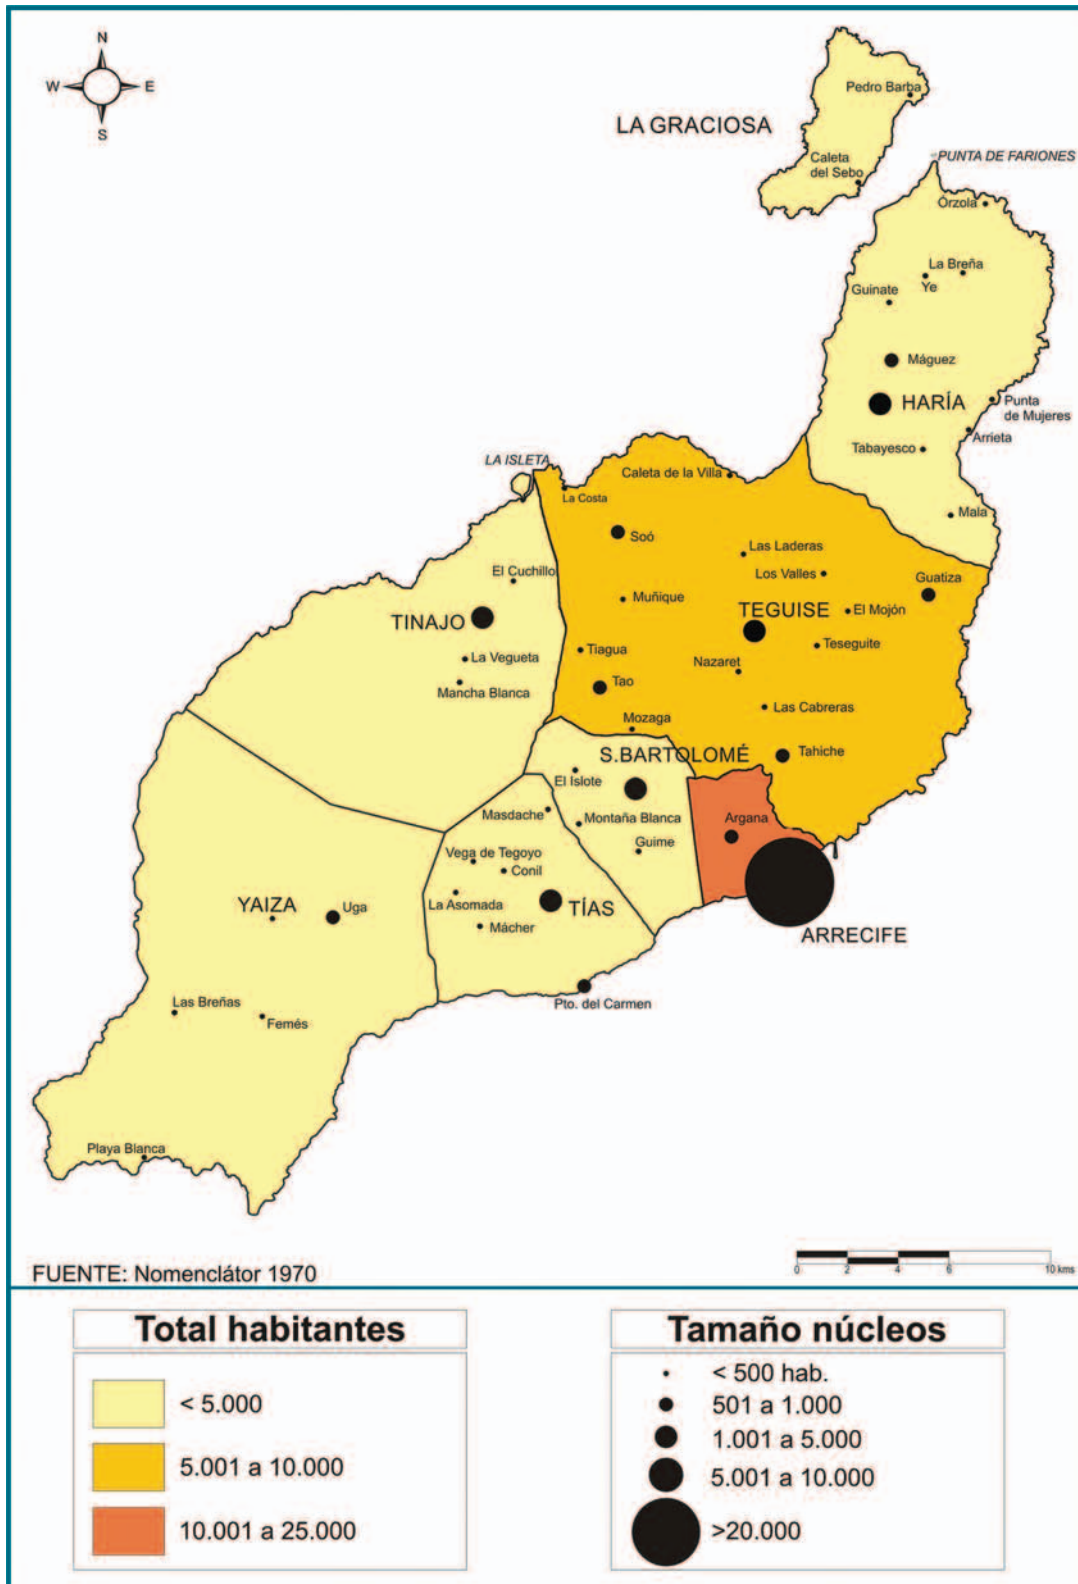 N
W
E
S
Pedro Barba
LA GRACIOSA
Caleta
del Sebo
PUNTA DE FARIONES
Órzola
La Breña
Ye
Guinate
Máguez
HARÍA
Punta
de Mujeres
Arrieta
Tabayesco
Mala
LA ISLETA
Caleta de la Villa
La Costa
Soó
Las Laderas
Los Valles
Guatiza
El Cuchillo
Muñique
TEGUISE
El Mojón
TINAJO
Tiagua
Teseguite
La Vegueta
Nazaret
Mancha Blanca
Tao
Las Cabreras
Mozaga
S.BARTOLOMÉ
Tahiche
El Islote
Masdache
Montaña Blanca
Argana
Guime
Vega de Tegoyo
Conil
La Asomada
YAIZA
Uga
TÍAS
Mácher
ARRECIFE
Pto. del Carmen
Las Breñas
Femés
Playa Blanca
FUENTE: Nomenclátor 1970
0 2 4 6 10 kms
Total habitantes
< 5.000
5.001 a 10.000
10.001 a 25.000
Tamaño núcleos
< 500 hab.
501 a 1.000
1.001 a 5.000
5.001 a 10.000
>20.000